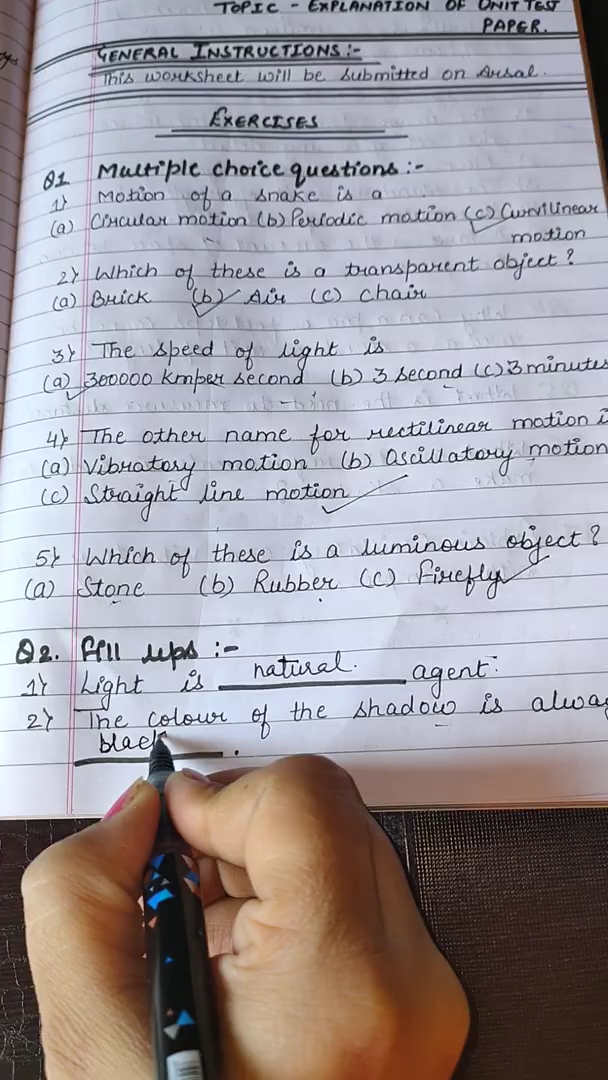 TOPIC - EXPLANATION OF UNIT TEST
PAPER.
GENERAL INSTRUCTIONS :-
This worksheet will be submitted on Aksal.
EXERCISES
Q1 Multiple choice questions :-
1) Motion of a snake is a
(a) Circular motion (b) Periodic motion (c) Curvilinear
motion
2) Which of these is a transparent object?
(a) Brick (b) Air (c) chair
3) The speed of light is
(a) 300000 km per second (b) 3 second (c) 3 minutes
4) The other name for rectilinear motion i
(a) Vibratory motion (b) Oscillatory motion
(c) Straight line motion
5) Which of these is a luminous object?
(a) Stone (b) Rubber (c) Firefly
Q2. Fill ups :-
1) Light is natural. agent.
2) The colour of the shadow is alwa
black.